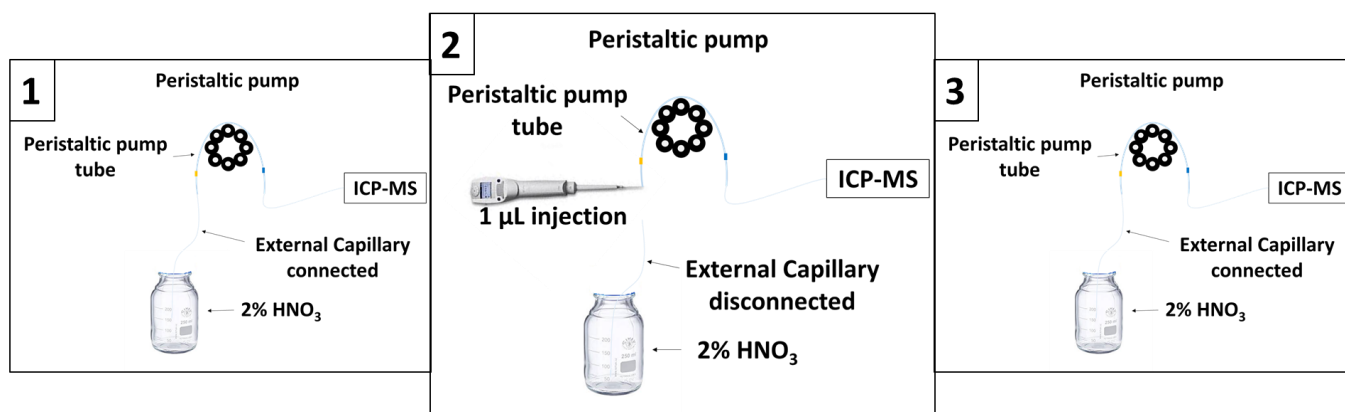 1
Peristaltic pump
Peristaltic pump
tube
ICP-MS
External Capillary
connected
2% HNO₃
2
Peristaltic pump
Peristaltic pump
tube
ICP-MS
1 µL injection
External Capillary
disconnected
2% HNO₃
3
Peristaltic pump
Peristaltic pump
tube
ICP-MS
External Capillary
connected
2% HNO₃